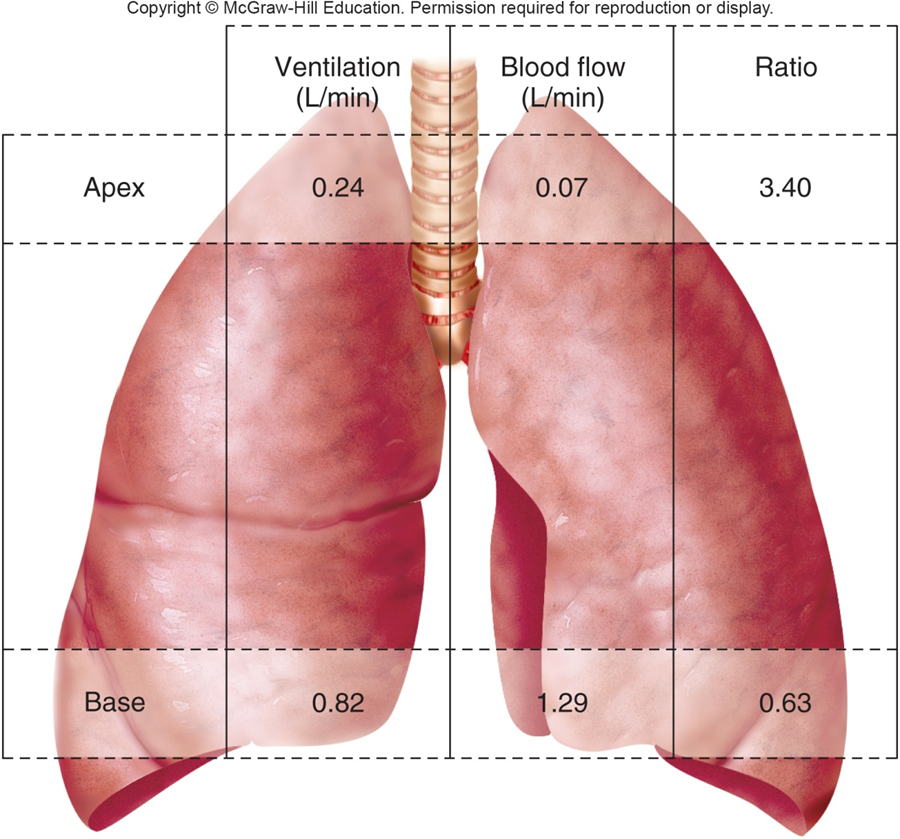 Copyright © McGraw-Hill Education. Permission required for reproduction or display.
Ventilation
(L/min)
Blood flow
(L/min)
Ratio
Apex
0.24
0.07
3.40
Base
0.82
1.29
0.63